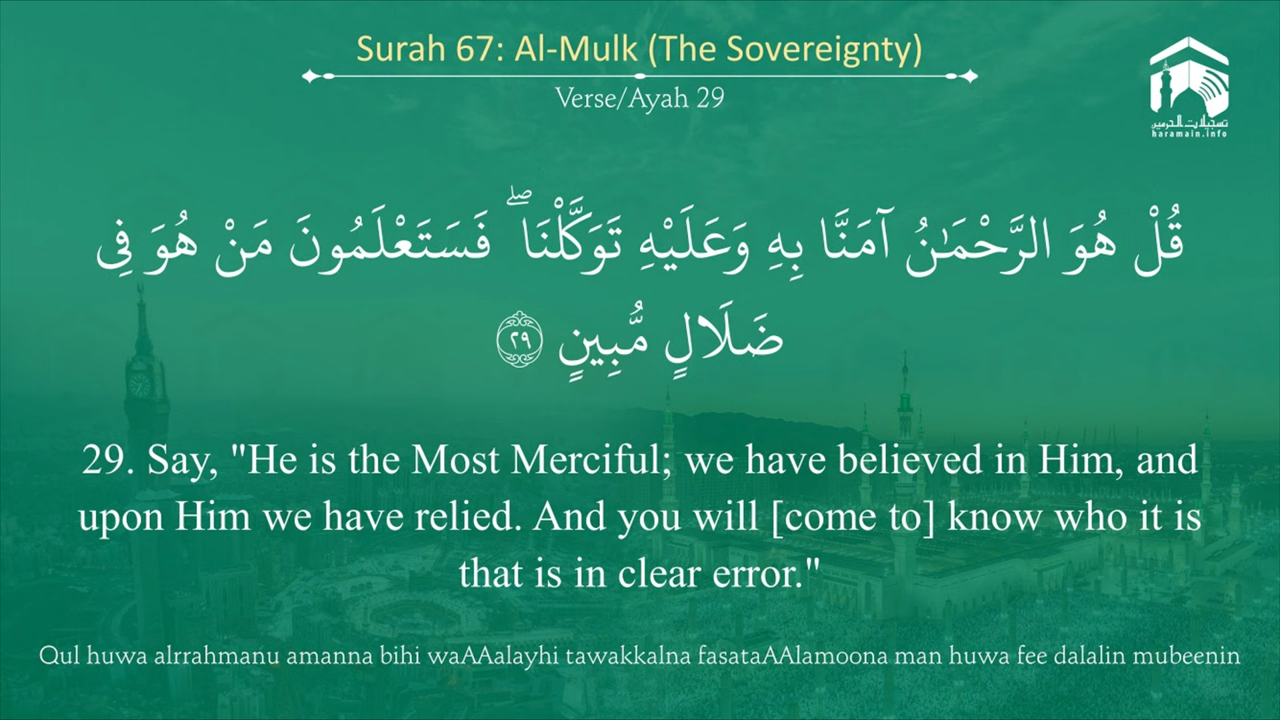 Surah 67: Al-Mulk (The Sovereignty)
Verse/Ayah 29
تسجيلات الحرمين
haramain.info
قُلْ هُوَ الرَّحْمَٰنُ آمَنَّا بِهِ وَعَلَيْهِ تَوَكَّلْنَا ۖ فَسَتَعْلَمُونَ مَنْ هُوَ فِي
ضَلَالٍ مُّبِينٍ ٢٩
29. Say, "He is the Most Merciful; we have believed in Him, and
upon Him we have relied. And you will [come to] know who it is
that is in clear error."
Qul huwa alrrahmanu amanna bihi waAAalayhi tawakkalna fasataAAlamoona man huwa fee dalalin mubeenin